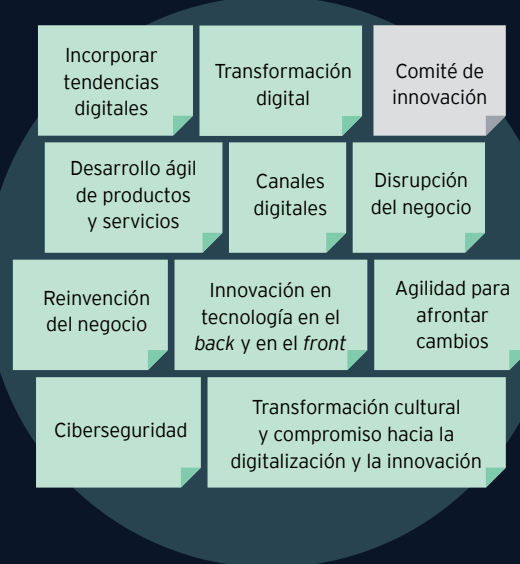 Incorporar
tendencias
digitales
Transformación
digital
Comité de
innovación
Desarrollo ágil
de productos
y servicios
Canales
digitales
Disrupción
del negocio
Reinvención
del negocio
Innovación en
tecnología en el
back y en el front
Agilidad para
afrontar
cambios
Ciberseguridad
Transformación cultural
y compromiso hacia la
digitalización y la innovación